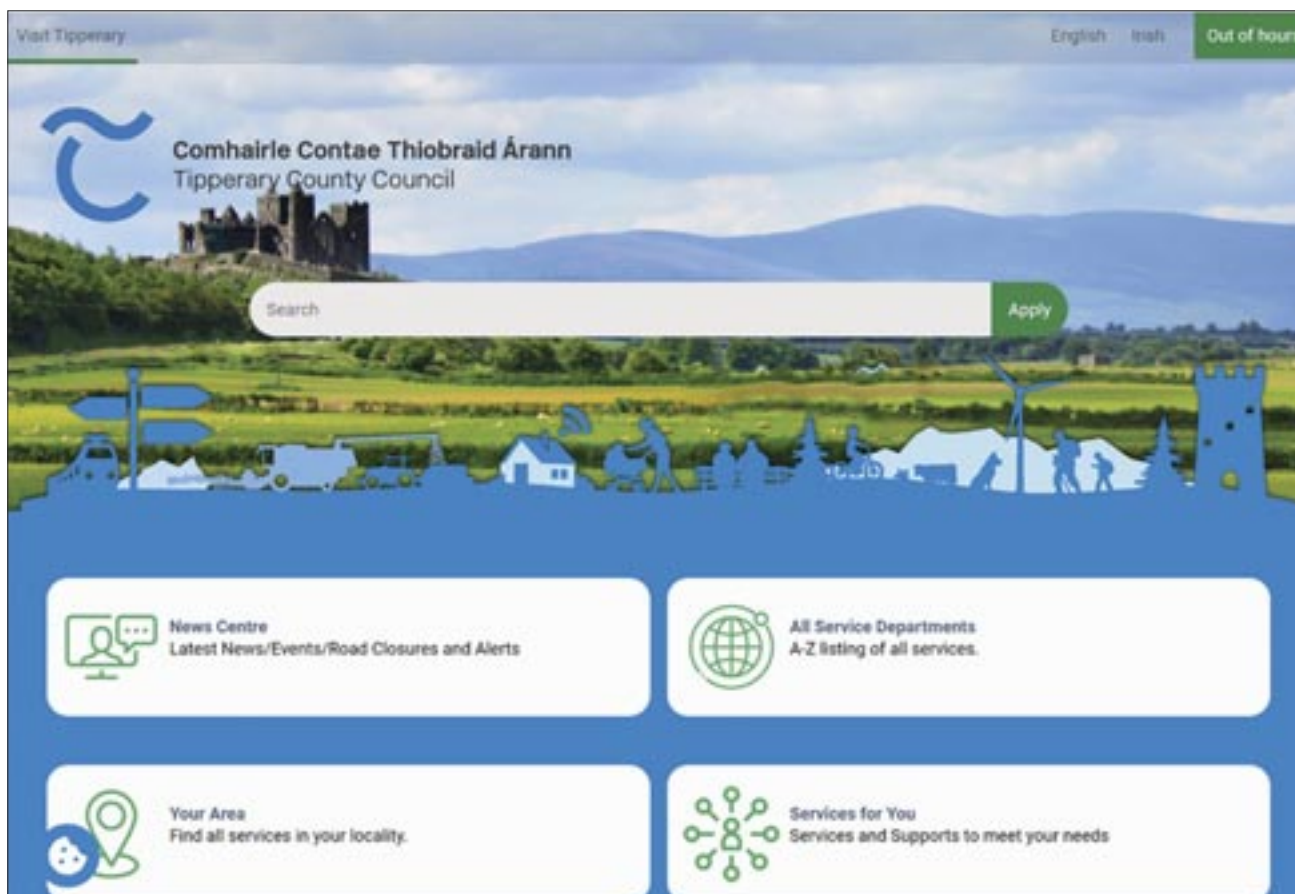 Visit Tipperary
English Irish Out of hours
Comhairle Contae Thiobraid Árann
Tipperary County Council
Search Apply
News Centre
Latest News/Events/Road Closures and Alerts
All Service Departments
A-Z listing of all services.
Your Area
Find all services in your locality.
Services for You
Services and Supports to meet your needs